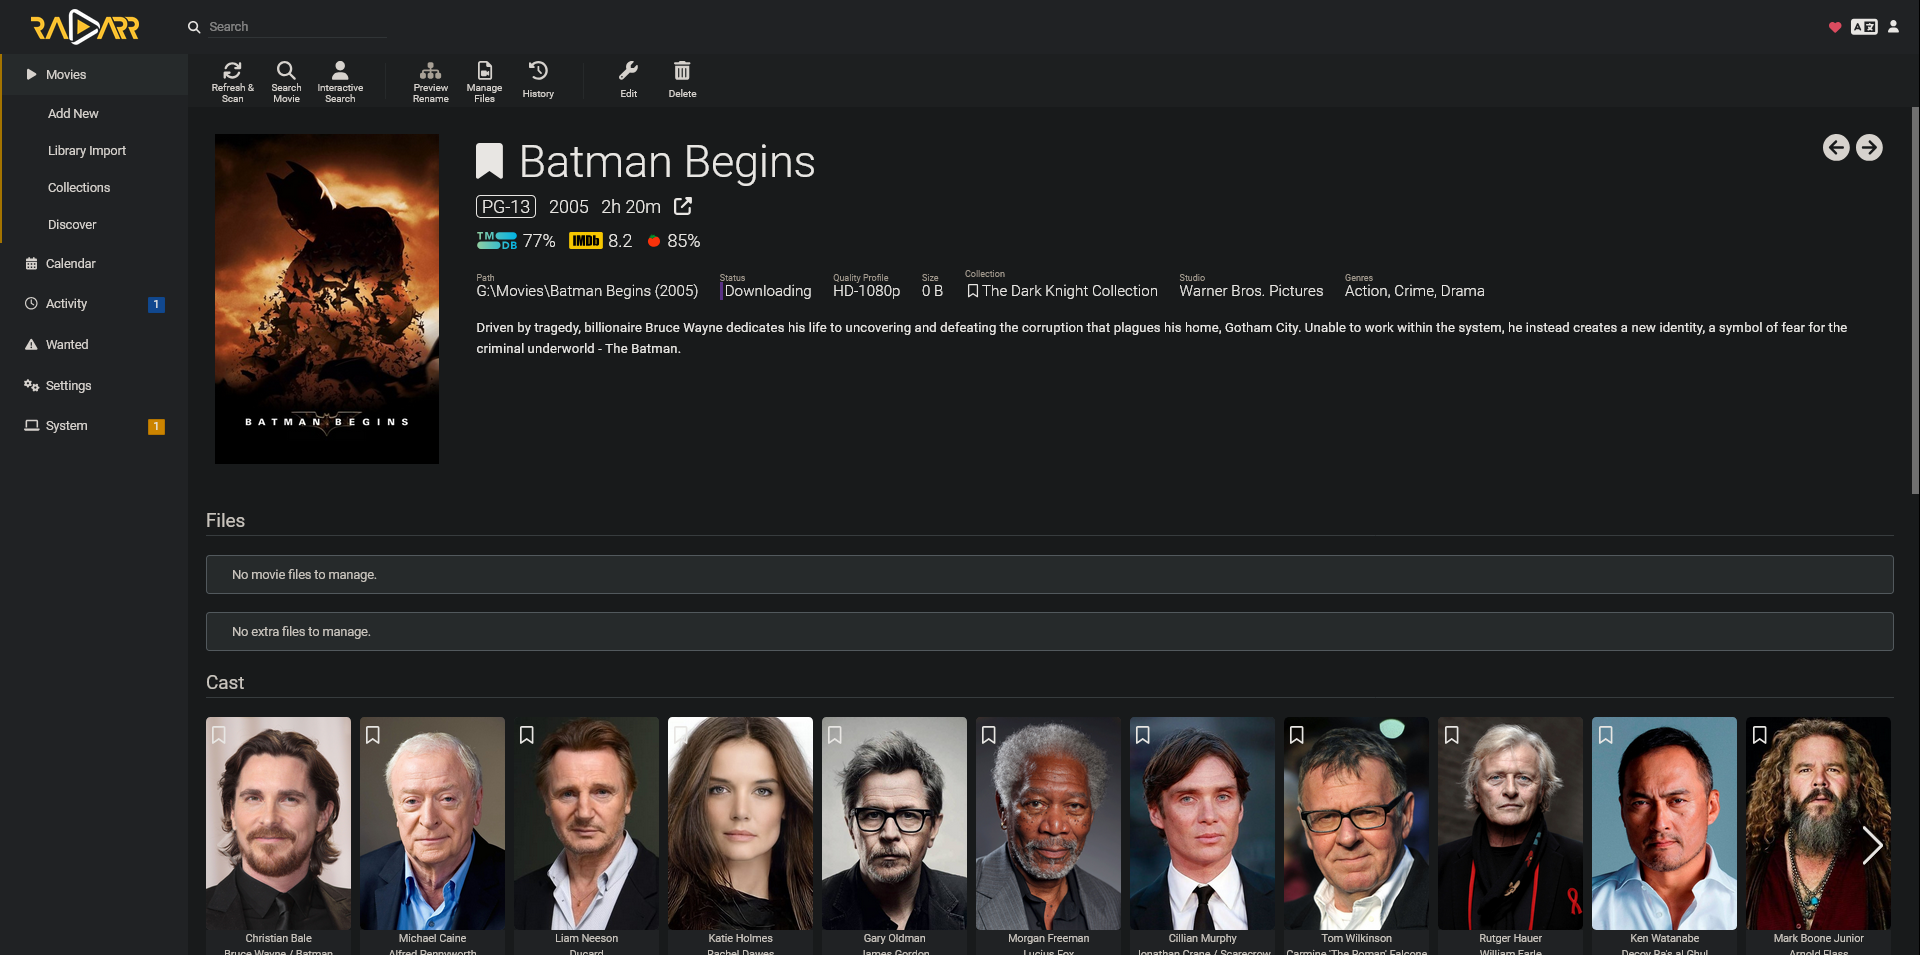 RADARR
Search
Movies
Add New
Library Import
Collections
Discover
Calendar
Activity
1
Wanted
Settings
System
1
Refresh &
Scan
Search
Movie
Interactive
Search
Preview
Rename
Manage
Files
History
Edit
Delete
BATMAN BEGINS
Batman Begins
PG-13 2005 2h 20m
TMDB 77% IMDb 8.2 85%
Path
G:\Movies\Batman Begins (2005)
Status
Downloading
Quality Profile
HD-1080p
Size
0 B
Collection
The Dark Knight Collection
Studio
Warner Bros. Pictures
Genres
Action, Crime, Drama
Driven by tragedy, billionaire Bruce Wayne dedicates his life to uncovering and defeating the corruption that plagues his home, Gotham City. Unable to work within the system, he instead creates a new identity, a symbol of fear for the
criminal underworld - The Batman.
Files
No movie files to manage.
No extra files to manage.
Cast
Christian Bale
Bruce Wayne / Batman
Michael Caine
Alfred Pennyworth
Liam Neeson
Ducard
Katie Holmes
Rachel Dawes
Gary Oldman
James Gordon
Morgan Freeman
Lucius Fox
Cillian Murphy
Jonathan Crane / Scarecrow
Tom Wilkinson
Carmine 'The Roman' Falcone
Rutger Hauer
William Earle
Ken Watanabe
Decoy Ra's al Ghul
Mark Boone Junior
Arnold Flass